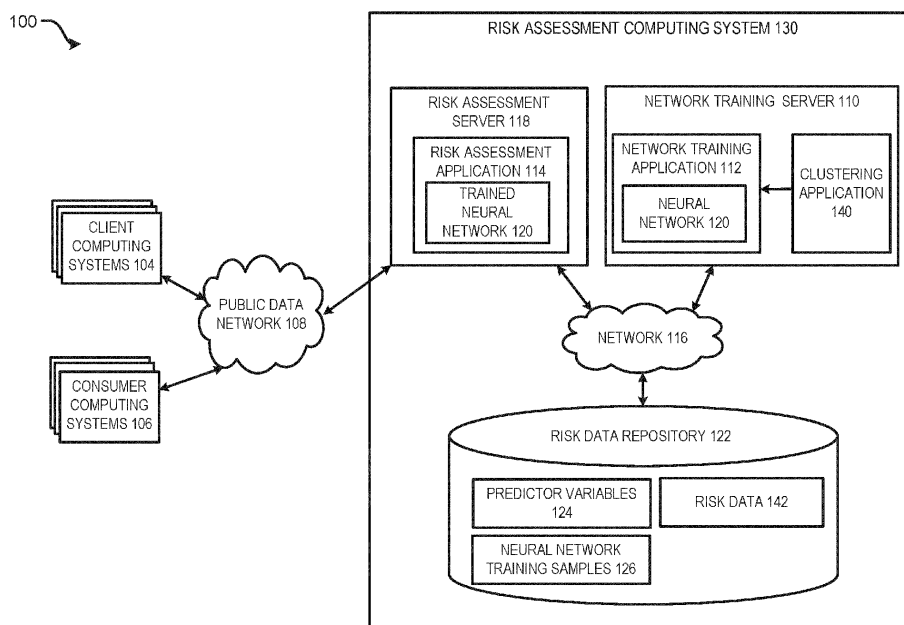 100
RISK ASSESSMENT COMPUTING SYSTEM 130
RISK ASSESSMENT
SERVER 118
RISK ASSESSMENT
APPLICATION 114
TRAINED
NEURAL
NETWORK 120
NETWORK TRAINING SERVER 110
NETWORK TRAINING
APPLICATION 112
NEURAL
NETWORK 120
CLUSTERING
APPLICATION
140
CLIENT
COMPUTING
SYSTEMS 104
PUBLIC DATA
NETWORK 108
CONSUMER
COMPUTING
SYSTEMS 106
NETWORK 116
RISK DATA REPOSITORY 122
PREDICTOR VARIABLES
124
RISK DATA 142
NEURAL NETWORK
TRAINING SAMPLES 126